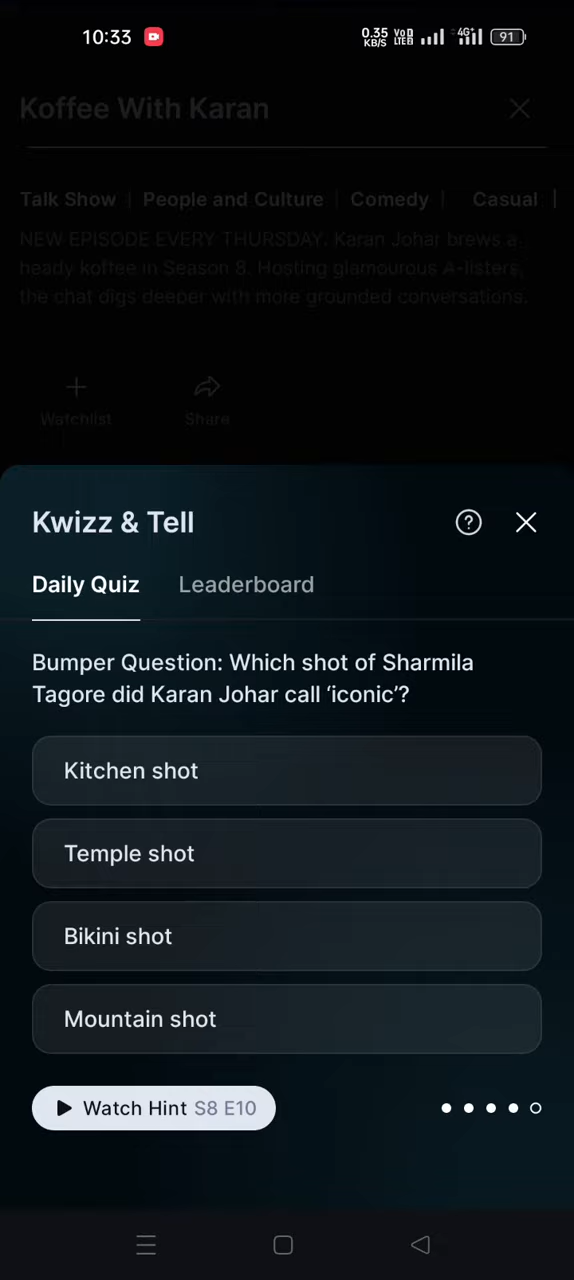 10:33 0.35 KB/S Vo LTE 4G+ 91
Koffee With Karan
Talk Show | People and Culture | Comedy | Casual |
NEW EPISODE EVERY THURSDAY. Karan Johar brews a
heady koffee in Season 8. Hosting glamourous A-listers,
the chat digs deeper with more grounded conversations.
Watchlist Share
Kwizz & Tell
Daily Quiz Leaderboard
Bumper Question: Which shot of Sharmila
Tagore did Karan Johar call ‘iconic’?
Kitchen shot
Temple shot
Bikini shot
Mountain shot
Watch Hint S8 E10